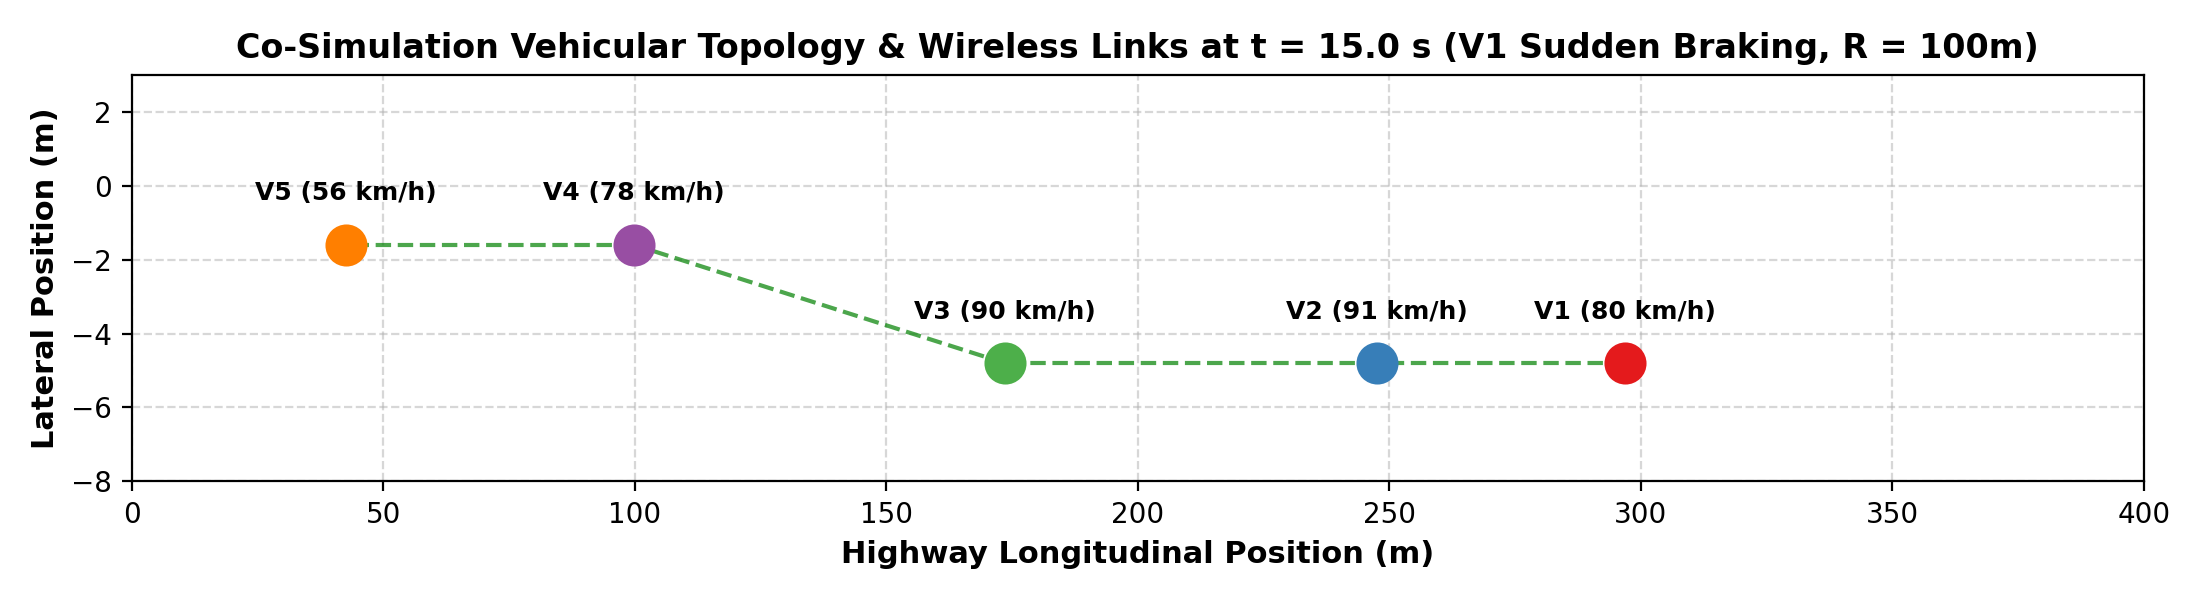 Co-Simulation Vehicular Topology & Wireless Links at t = 15.0 s (V1 Sudden Braking, R = 100m)
Lateral Position (m)
2
0
−2
−4
−6
−8
V5 (56 km/h)
V4 (78 km/h)
V3 (90 km/h)
V2 (91 km/h)
V1 (80 km/h)
0
50
100
150
200
250
300
350
400
Highway Longitudinal Position (m)